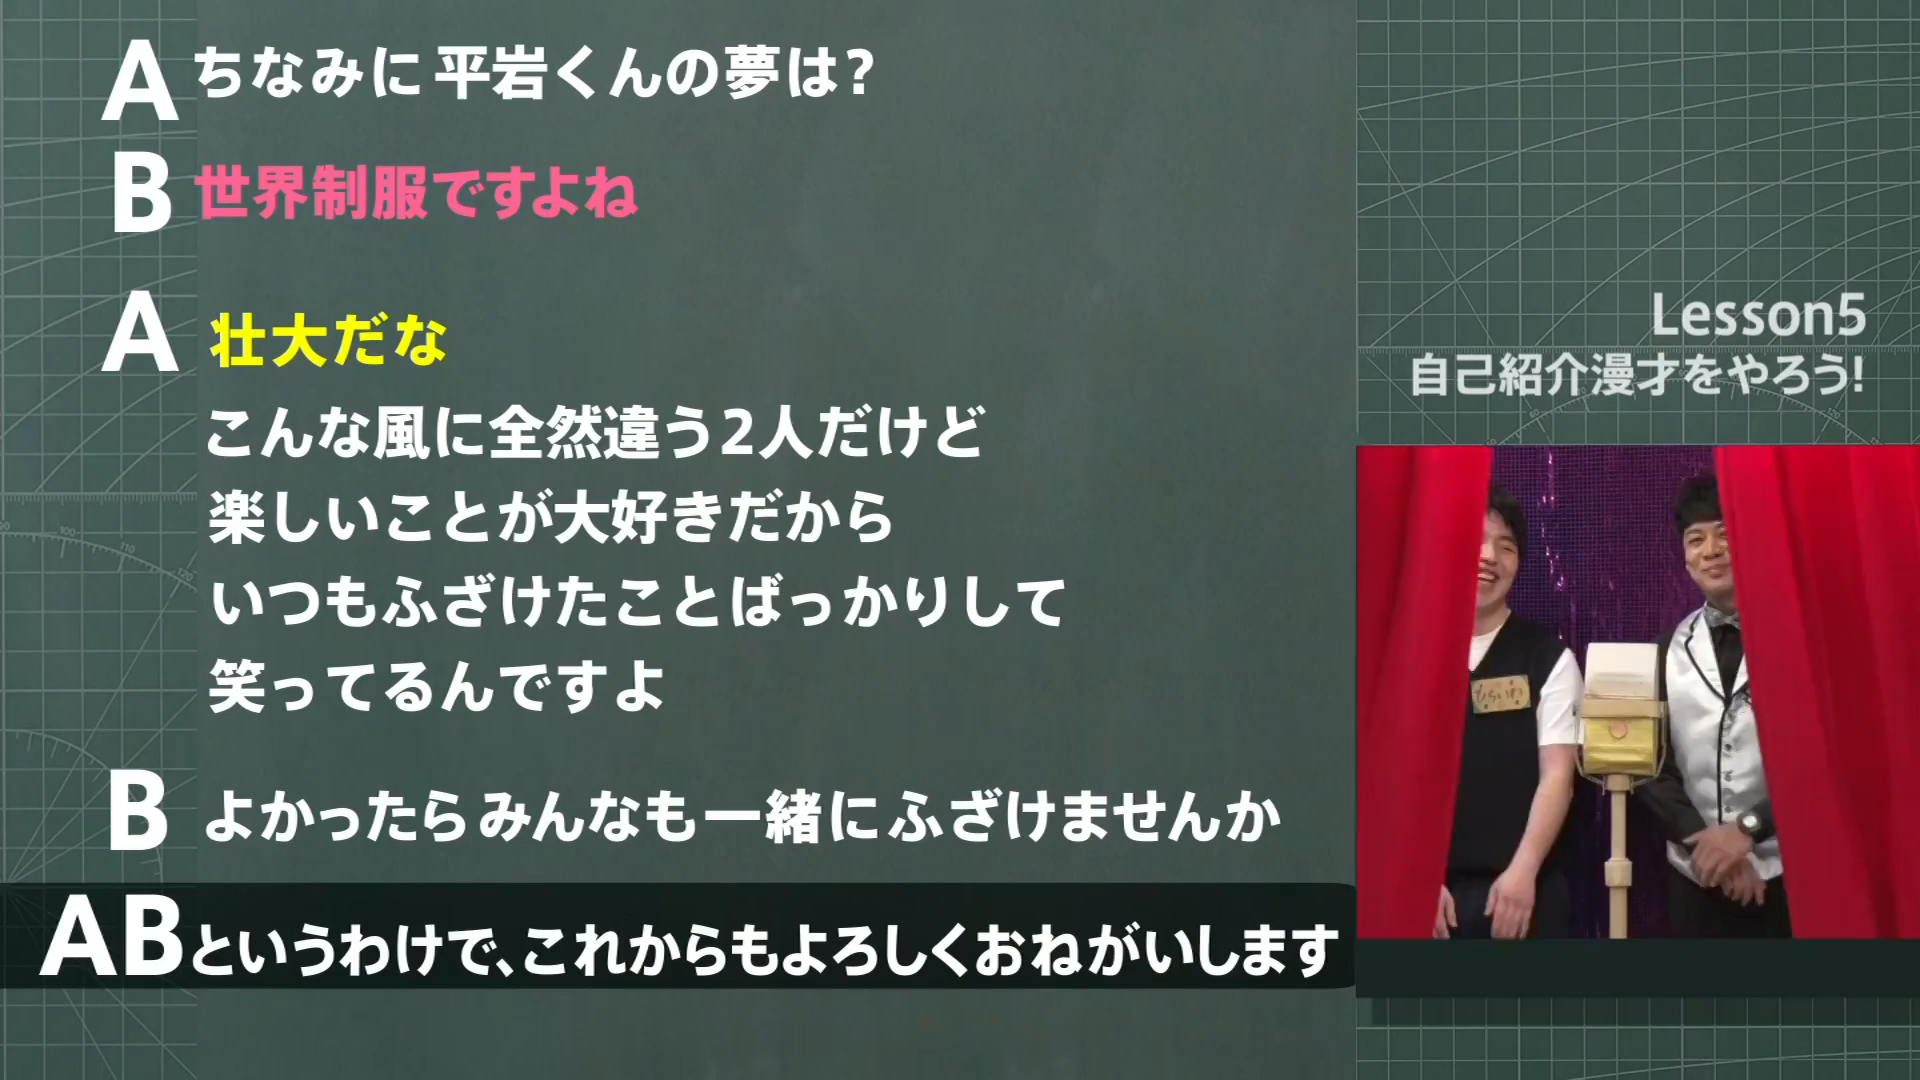 A ちなみに 平岩くんの夢は?
B 世界制服ですよね
A 壮大だな
こんな風に全然違う2人だけど
楽しいことが大好きだから
いつもふざけたことばっかりして
笑ってるんですよ
B よかったらみんなも一緒にふざけませんか
AB というわけで、これからもよろしくおねがいします
Lesson5
自己紹介漫才をやろう!
ひらいわ